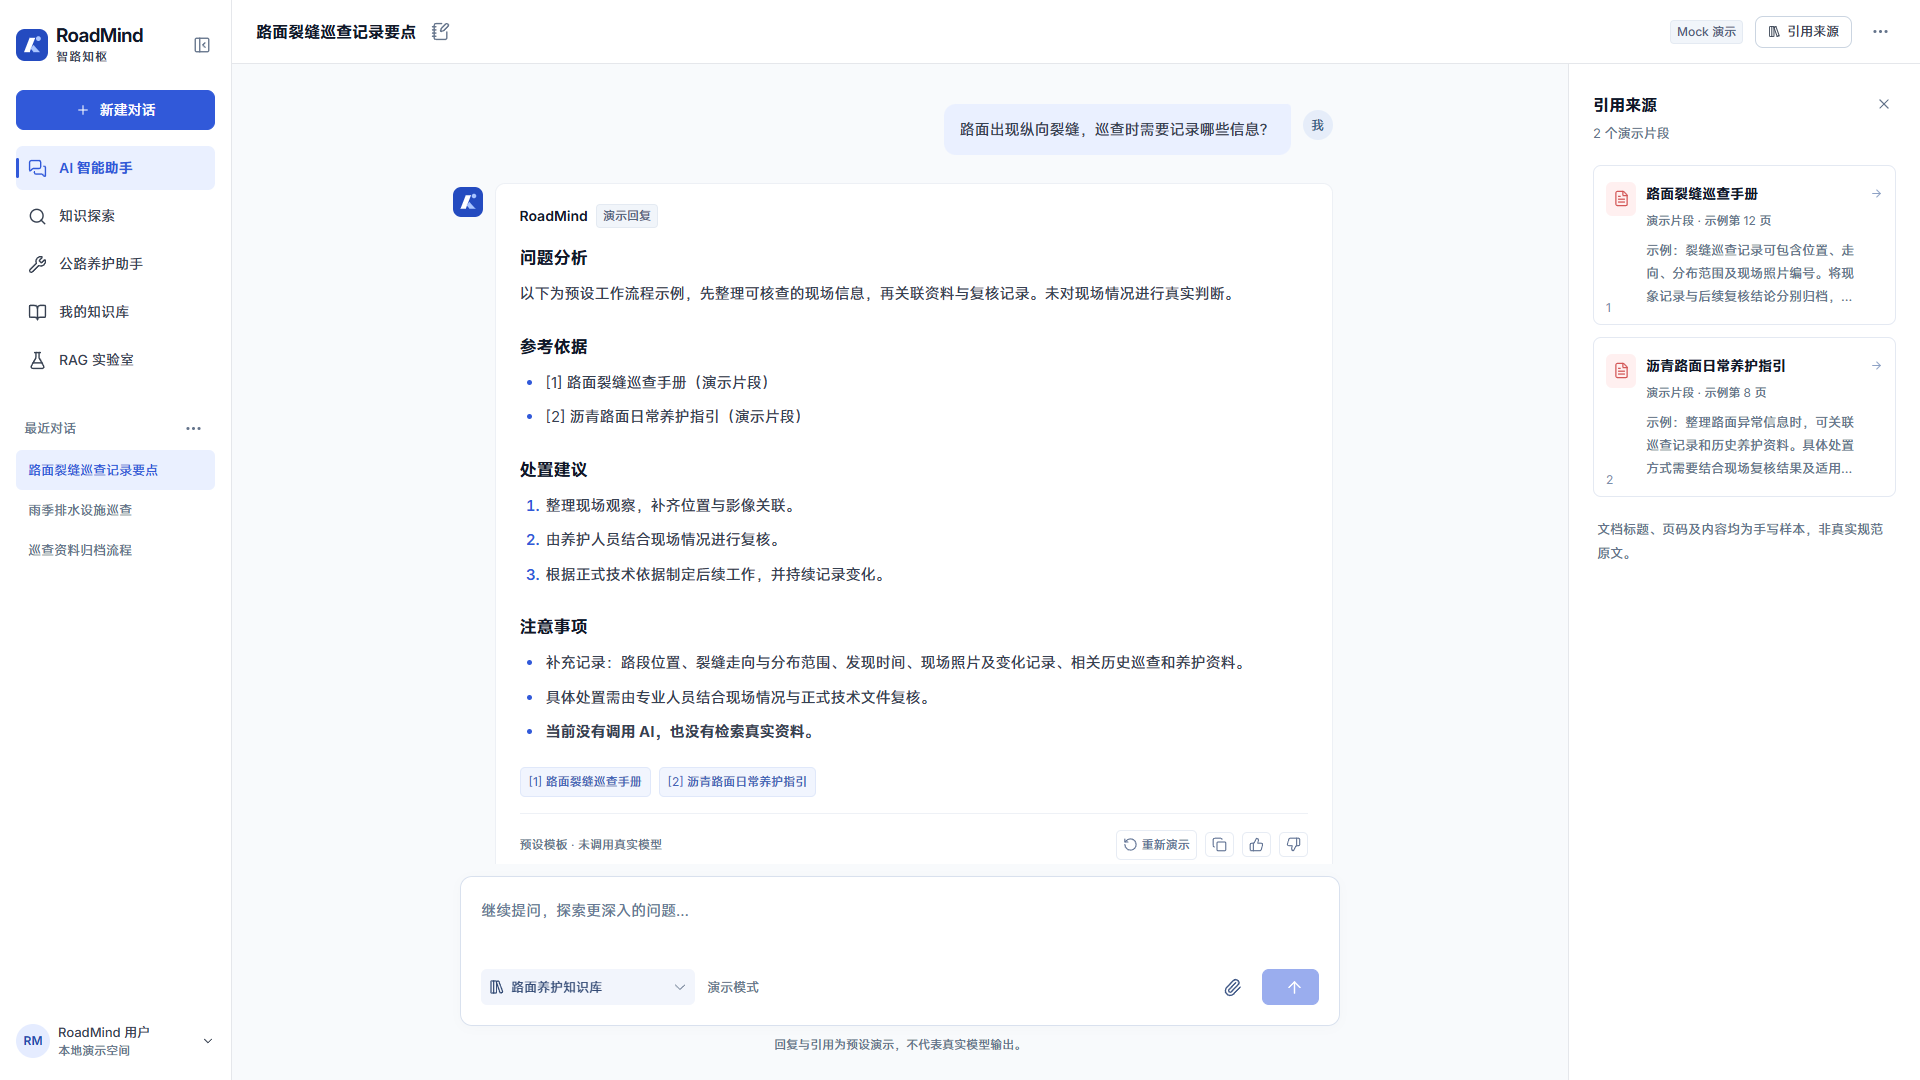 RoadMind
智路知枢
新建对话
AI 智能助手
知识探索
公路养护助手
我的知识库
RAG 实验室
最近对话
路面裂缝巡查记录要点
雨季排水设施巡查
巡查资料归档流程
RM
RoadMind 用户
本地演示空间
路面裂缝巡查记录要点
Mock 演示
引用来源
路面出现纵向裂缝，巡查时需要记录哪些信息？
我
RoadMind 演示回复
问题分析
以下为预设工作流程示例，先整理可核查的现场信息，再关联资料与复核记录。未对现场情况进行真实判断。
参考依据
[1] 路面裂缝巡查手册（演示片段）
[2] 沥青路面日常养护指引（演示片段）
处置建议
1. 整理现场观察，补齐位置与影像关联。
2. 由养护人员结合现场情况进行复核。
3. 根据正式技术依据制定后续工作，并持续记录变化。
注意事项
补充记录：路段位置、裂缝走向与分布范围、发现时间、现场照片及变化记录、相关历史巡查和养护资料。
具体处置需由专业人员结合现场情况与正式技术文件复核。
当前没有调用 AI，也没有检索真实资料。
[1] 路面裂缝巡查手册
[2] 沥青路面日常养护指引
预设模板 · 未调用真实模型
重新演示
继续提问，探索更深入的问题...
路面养护知识库
演示模式
回复与引用为预设演示，不代表真实模型输出。
引用来源
2 个演示片段
路面裂缝巡查手册
演示片段 · 示例第 12 页
示例：裂缝巡查记录可包含位置、走
向、分布范围及现场照片编号。将现
象记录与后续复核结论分别归档，...
1
沥青路面日常养护指引
演示片段 · 示例第 8 页
示例：整理路面异常信息时，可关联
巡查记录和历史养护资料。具体处置
方式需要结合现场复核结果及适用...
2
文档标题、页码及内容均为手写样本，非真实规范
原文。